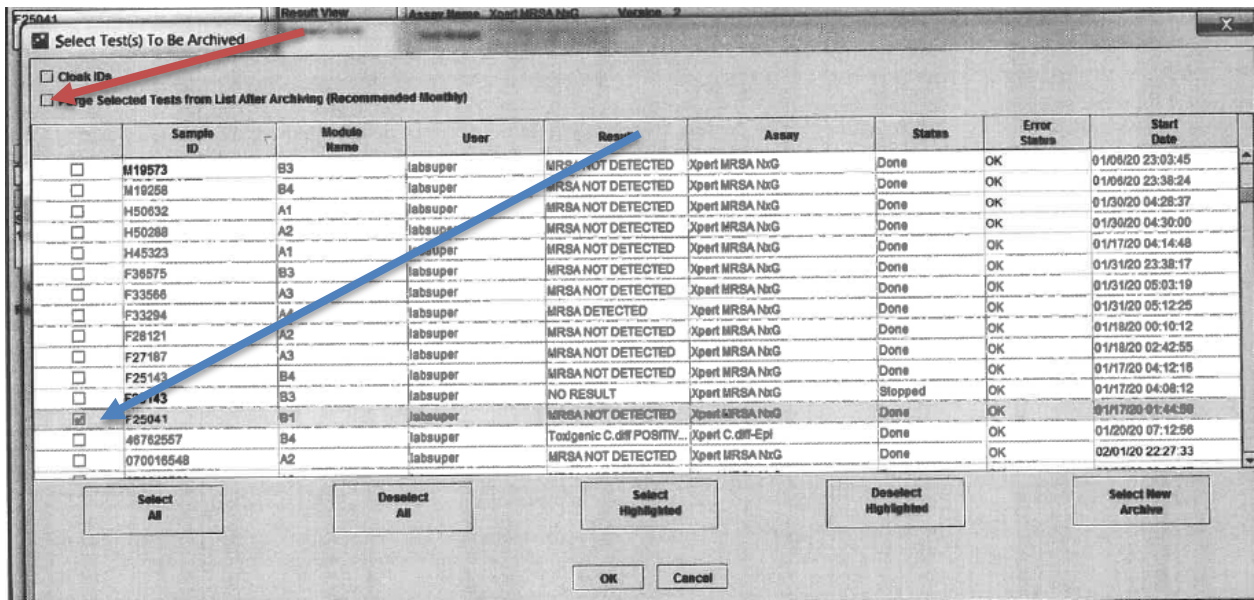 F25041
Result View
Assay Name Xpert MRSA NxG Version 2
Select Test(s) To Be Archived
X
Cloak IDs
Purge Selected Tests from List After Archiving (Recommended Monthly)
Sample ID Module Name User Result Assay Status Error Status Start Date
M19573 B3 labsuper MRSA NOT DETECTED Xpert MRSA NxG Done OK 01/06/20 23:03:45
M19258 B4 labsuper MRSA NOT DETECTED Xpert MRSA NxG Done OK 01/06/20 23:38:24
H50632 A1 labsuper MRSA NOT DETECTED Xpert MRSA NxG Done OK 01/30/20 04:28:37
H50288 A2 labsuper MRSA NOT DETECTED Xpert MRSA NxG Done OK 01/30/20 04:30:00
H45323 A1 labsuper MRSA NOT DETECTED Xpert MRSA NxG Done OK 01/17/20 04:14:48
F36575 B3 labsuper MRSA NOT DETECTED Xpert MRSA NxG Done OK 01/31/20 23:38:17
F33566 A3 labsuper MRSA NOT DETECTED Xpert MRSA NxG Done OK 01/31/20 05:03:19
F33294 A4 labsuper MRSA DETECTED Xpert MRSA NxG Done OK 01/31/20 05:12:25
F28121 A2 labsuper MRSA NOT DETECTED Xpert MRSA NxG Done OK 01/18/20 00:10:12
F27187 A3 labsuper MRSA NOT DETECTED Xpert MRSA NxG Done OK 01/18/20 02:42:55
F25143 B4 labsuper MRSA NOT DETECTED Xpert MRSA NxG Done OK 01/17/20 04:12:16
B3 labsuper NO RESULT Xpert MRSA NxG Stopped OK 01/17/20 04:08:12
F25041 B1 labsuper MRSA NOT DETECTED Xpert MRSA NxG Done OK 01/17/20
46762557 B4 labsuper Toxigenic C.diff POSITIV... Xpert C.diff-Epi Done OK 01/20/20 07:12:56
070016548 A2 labsuper MRSA NOT DETECTED Xpert MRSA NxG Done OK 02/01/20 22:27:33
Select All Deselect All Select Highlighted Deselect Highlighted Select New Archive
OK Cancel